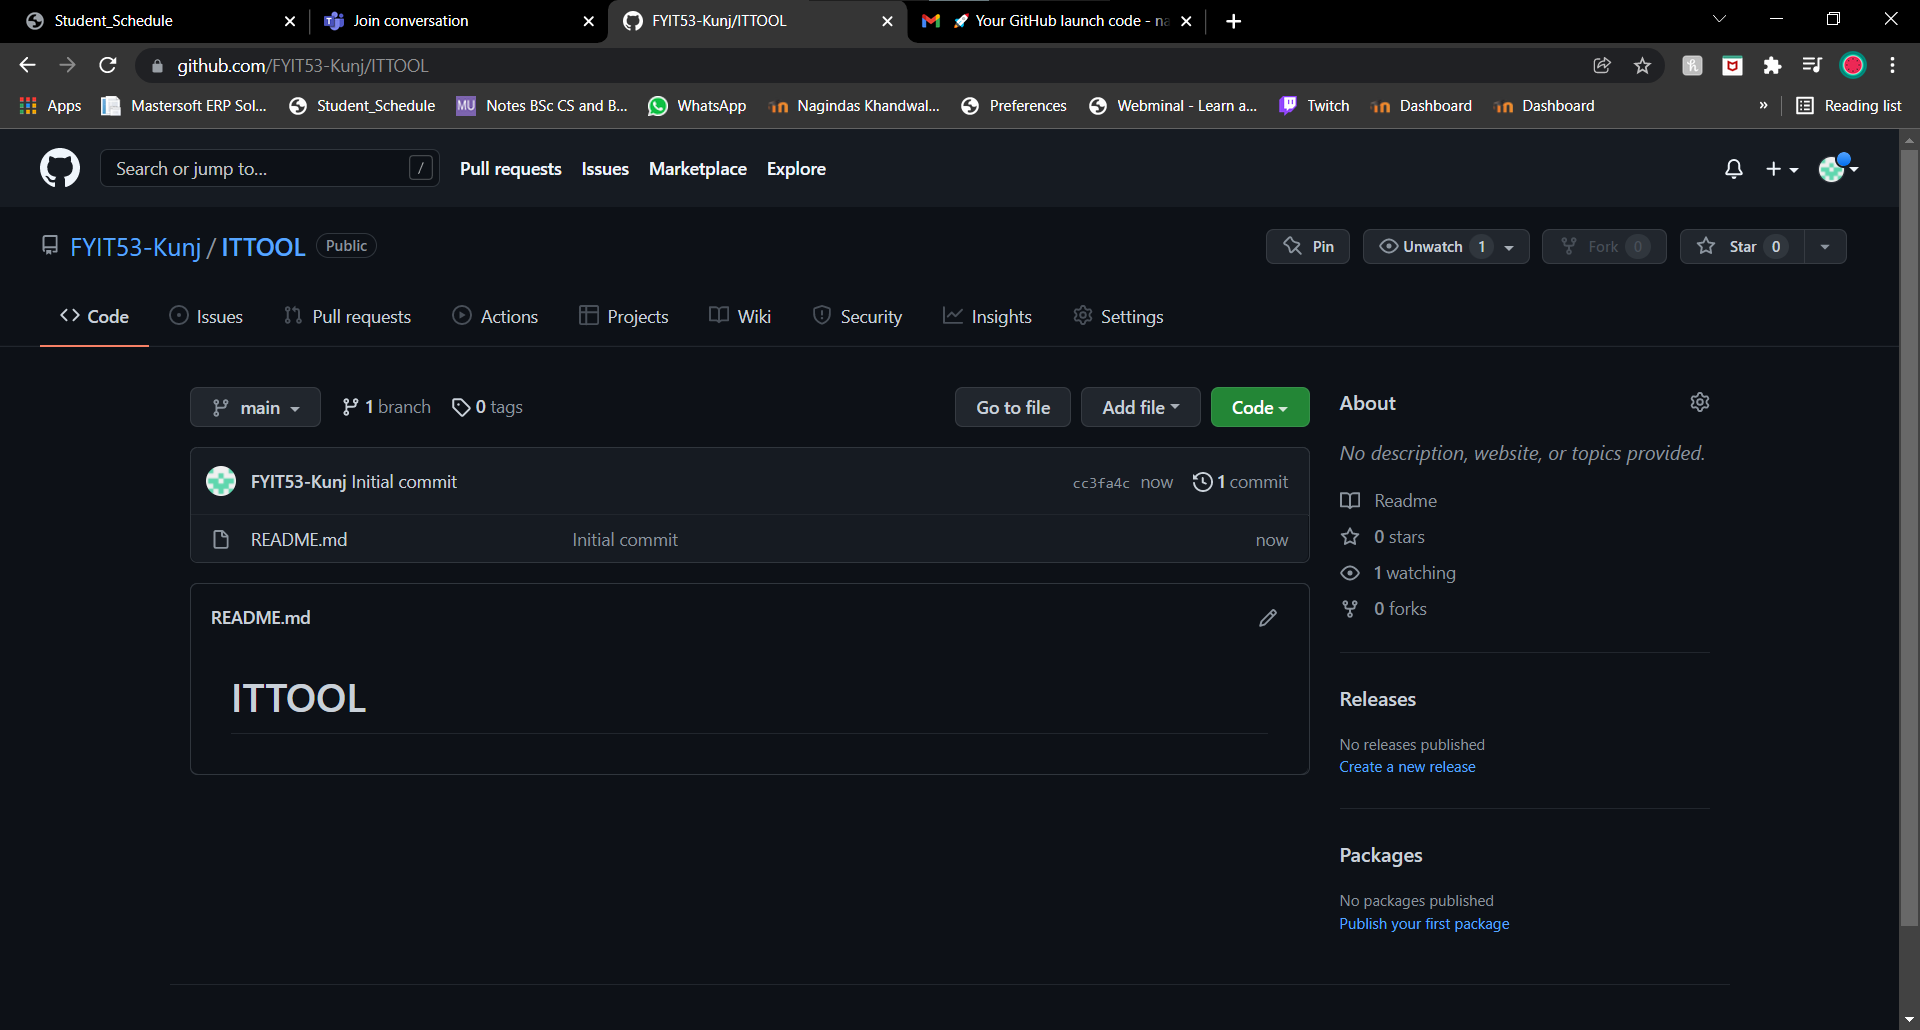 Student_Schedule
Join conversation
FYIT53-Kunj/ITTOOL
Your GitHub launch code - na
github.com/FYIT53-Kunj/ITTOOL
Apps
Mastersoft ERP Sol...
Student_Schedule
MU
Notes BSc CS and B...
WhatsApp
Nagindas Khandwal...
Preferences
Webminal - Learn a...
Twitch
Dashboard
Dashboard
»
Reading list
Search or jump to...
/
Pull requests
Issues
Marketplace
Explore
FYIT53-Kunj / ITTOOL
Public
Pin
Unwatch 1
Fork 0
Star 0
Code
Issues
Pull requests
Actions
Projects
Wiki
Security
Insights
Settings
main
1 branch
0 tags
Go to file
Add file
Code
FYIT53-Kunj Initial commit
cc3fa4c now
1 commit
README.md
Initial commit
now
README.md
ITTOOL
About
No description, website, or topics provided.
Readme
0 stars
1 watching
0 forks
Releases
No releases published
Create a new release
Packages
No packages published
Publish your first package